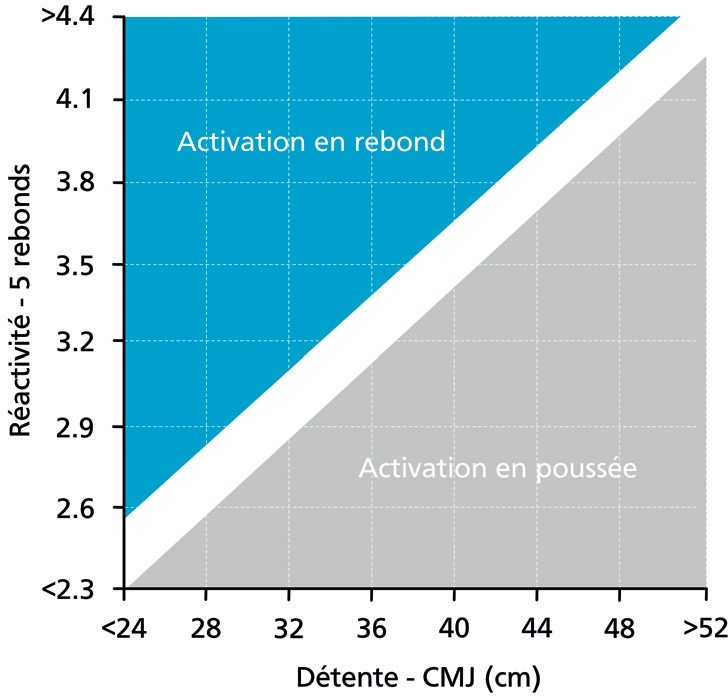 >4.4
4.1
Activation en rebond
3.8
3.5
3.2
2.9
Activation en poussée
2.6
<2.3
Réactivité - 5 rebonds
<24 28 32 36 40 44 48 >52
Détente - CMJ (cm)